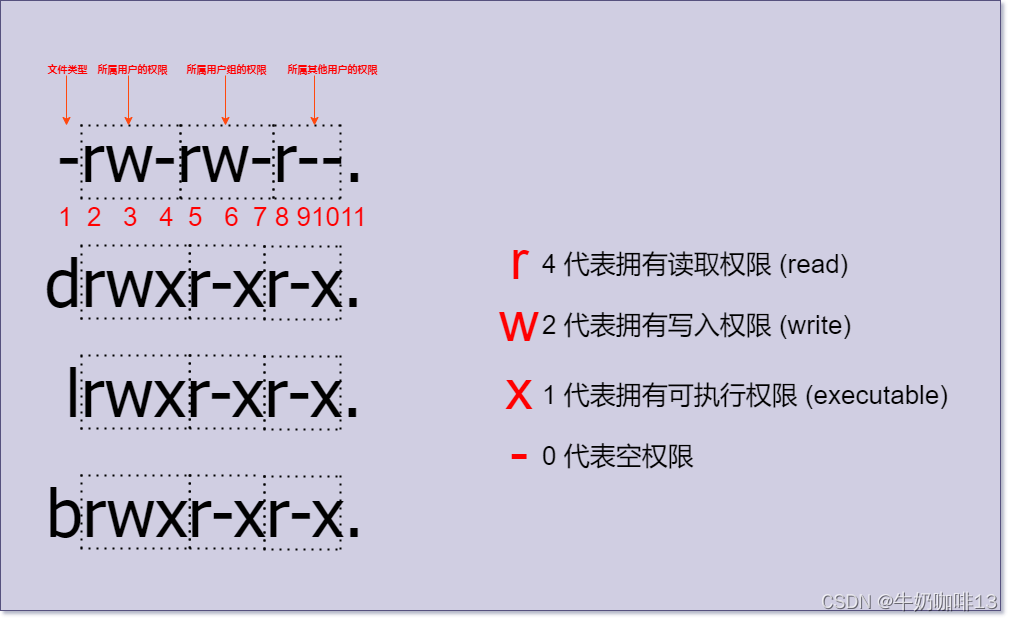 文件类型 所属用户的权限 所属用户组的权限 所属其他用户的权限
-rw-rw-r--.
1 2 3 4 5 6 7 8 9 10 11
drwxr-xr-x.
lrwxr-xr-x.
brwxr-xr-x.
r 4 代表拥有读取权限 (read)
w 2 代表拥有写入权限 (write)
x 1 代表拥有可执行权限 (executable)
- 0 代表空权限
CSDN @牛奶咖啡13